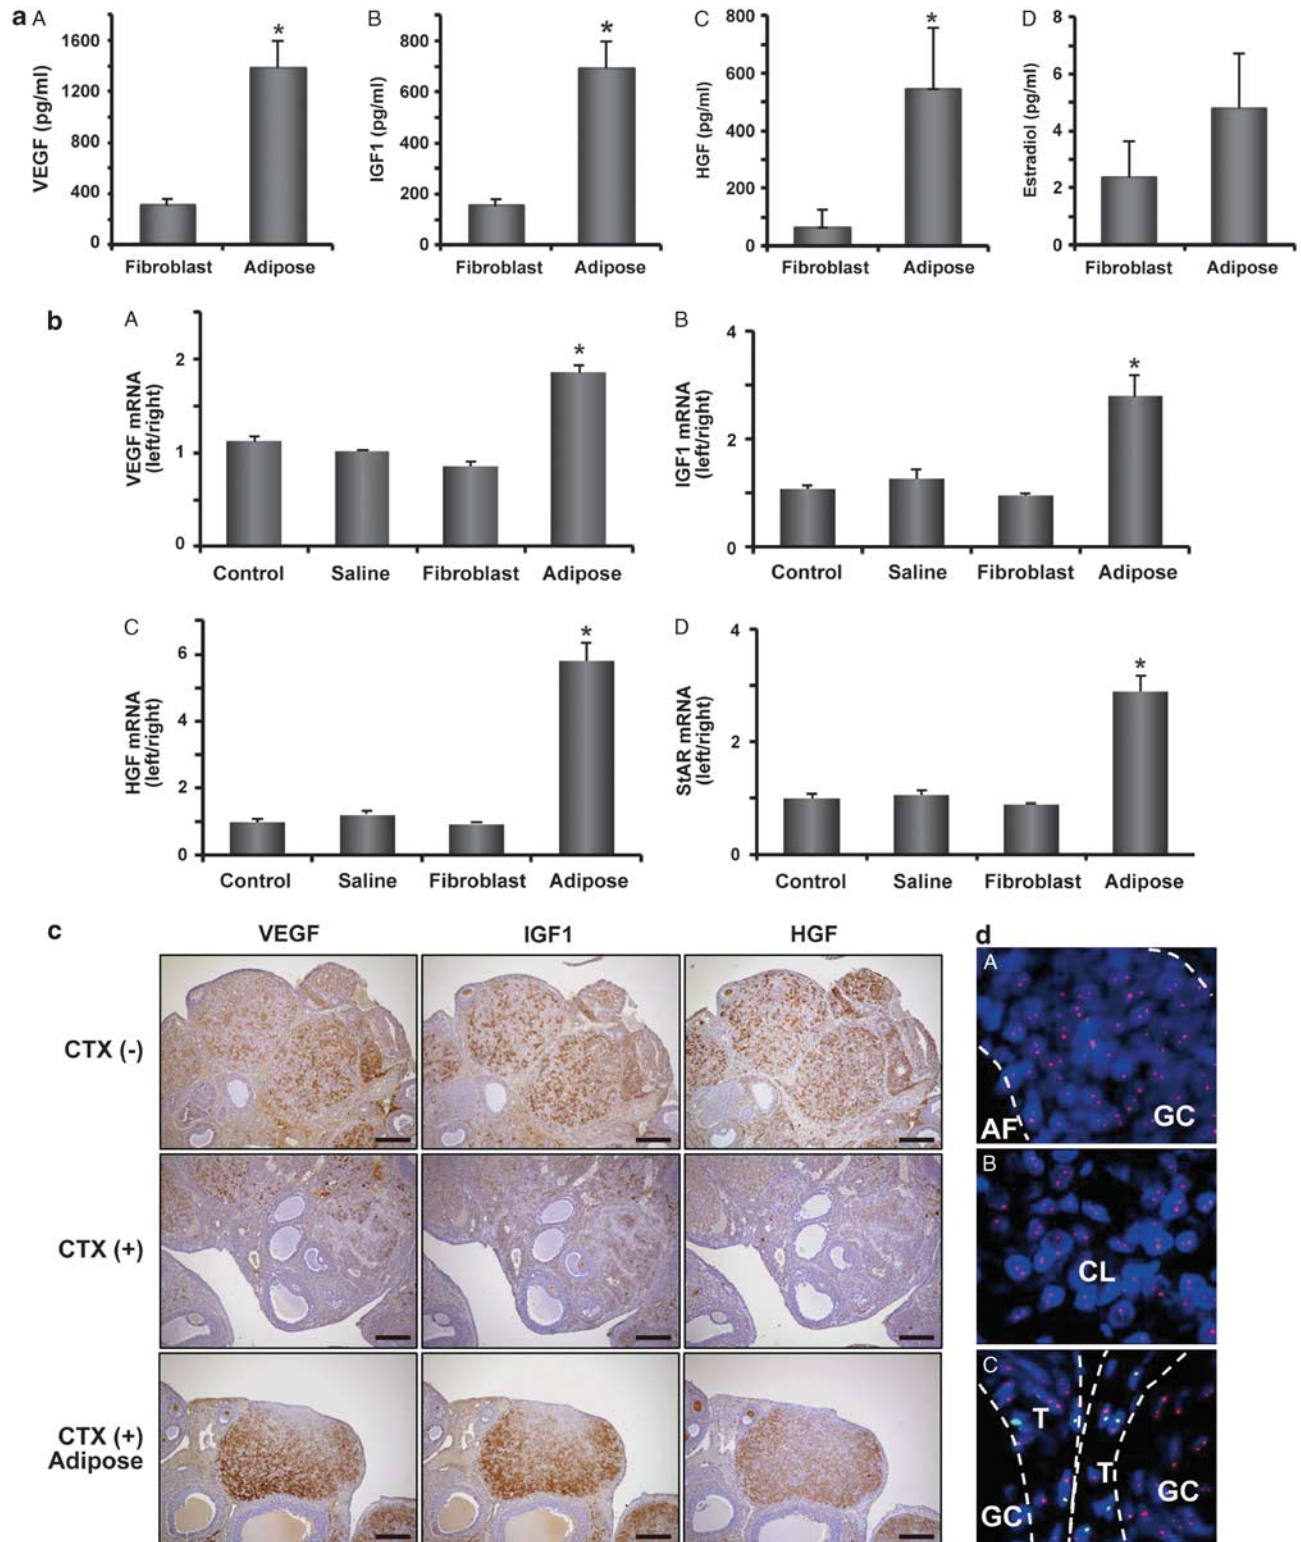 a A B C D
VEGF (pg/ml)
1600
1200
800
400
0
*
Fibroblast Adipose
IGF1 (pg/ml)
800
600
400
200
0
*
Fibroblast Adipose
HGF (pg/ml)
800
600
400
200
0
*
Fibroblast Adipose
Estradiol (pg/ml)
8
6
4
2
0
Fibroblast Adipose
b A
VEGF mRNA
(left/right)
2
1
0
*
Control Saline Fibroblast Adipose
B
IGF1 mRNA
(left/right)
4
2
0
*
Control Saline Fibroblast Adipose
C
HGF mRNA
(left/right)
6
4
2
0
*
Control Saline Fibroblast Adipose
D
StAR mRNA
(left/right)
4
2
0
*
Control Saline Fibroblast Adipose
c VEGF IGF1 HGF
CTX (-)
CTX (+)
CTX (+)
Adipose
d
A
AF GC
B
CL
C
T
T
GC GC